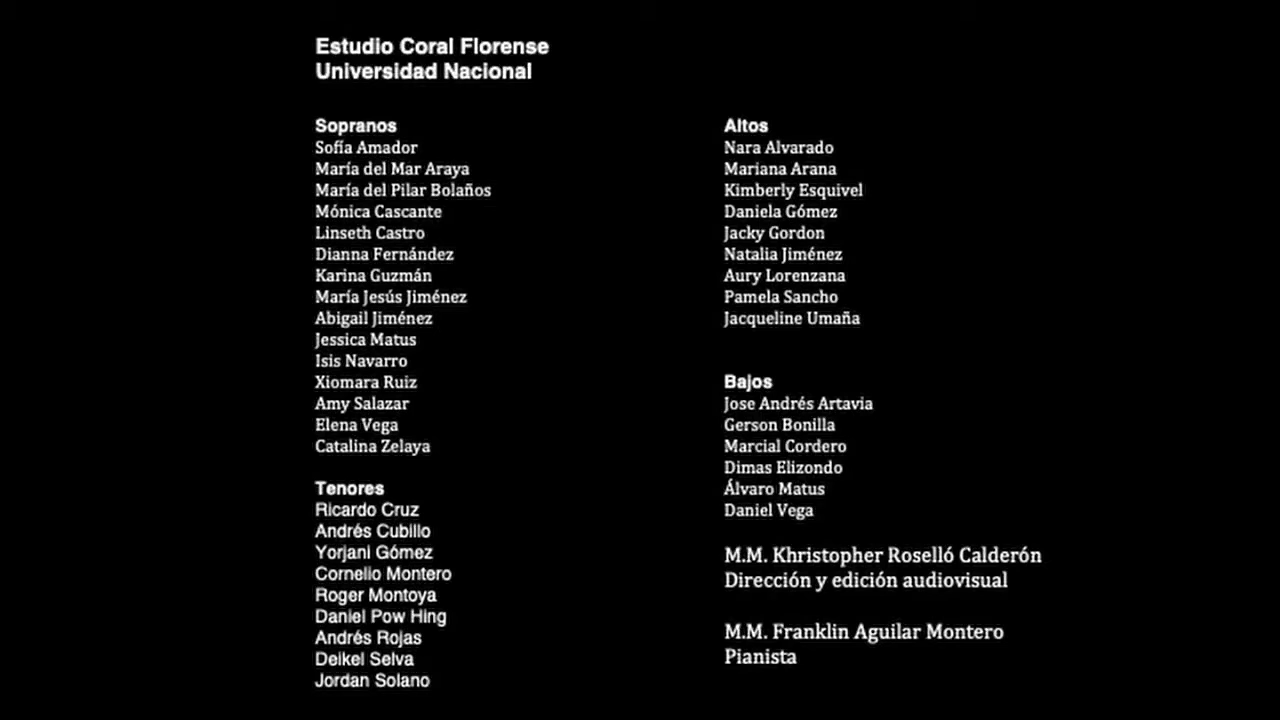 Estudio Coral Florense
Universidad Nacional
Sopranos
Sofía Amador
María del Mar Araya
María del Pilar Bolaños
Mónica Cascante
Linseth Castro
Dianna Fernández
Karina Guzmán
María Jesús Jiménez
Abigail Jiménez
Jessica Matus
Isis Navarro
Xiomara Ruiz
Amy Salazar
Elena Vega
Catalina Zelaya
Tenores
Ricardo Cruz
Andrés Cubillo
Yorjani Gómez
Cornelio Montero
Roger Montoya
Daniel Pow Hing
Andrés Rojas
Deikel Selva
Jordan Solano
Altos
Nara Alvarado
Mariana Arana
Kimberly Esquivel
Daniela Gómez
Jacky Gordon
Natalia Jiménez
Aury Lorenzana
Pamela Sancho
Jacqueline Umaña
Bajos
Jose Andrés Artavia
Gerson Bonilla
Marcial Cordero
Dimas Elizondo
Álvaro Matus
Daniel Vega
M.M. Khristopher Roselló Calderón
Dirección y edición audiovisual
M.M. Franklin Aguilar Montero
Pianista